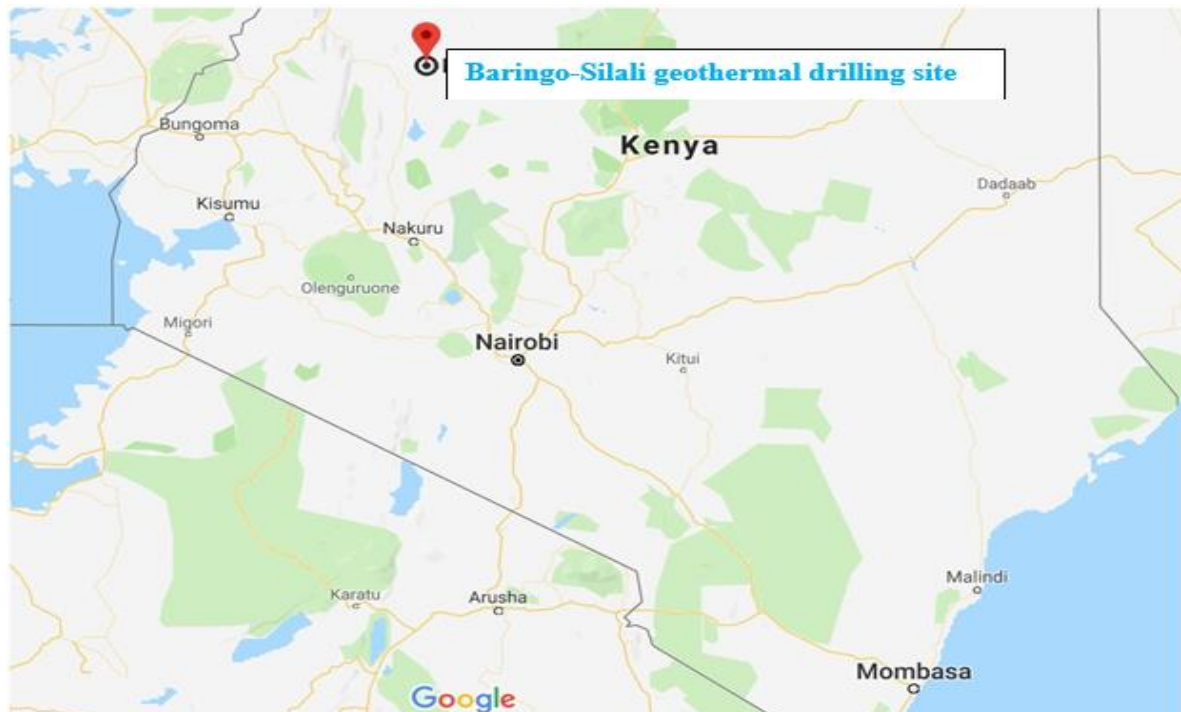 Baringo-Silali geothermal drilling site
Bungoma
Kenya
Dadaab
Kisumu
Nakuru
Olenguruone
Migori
Nairobi
Kitui
Malindi
Karatu
Arusha
Mombasa
Google